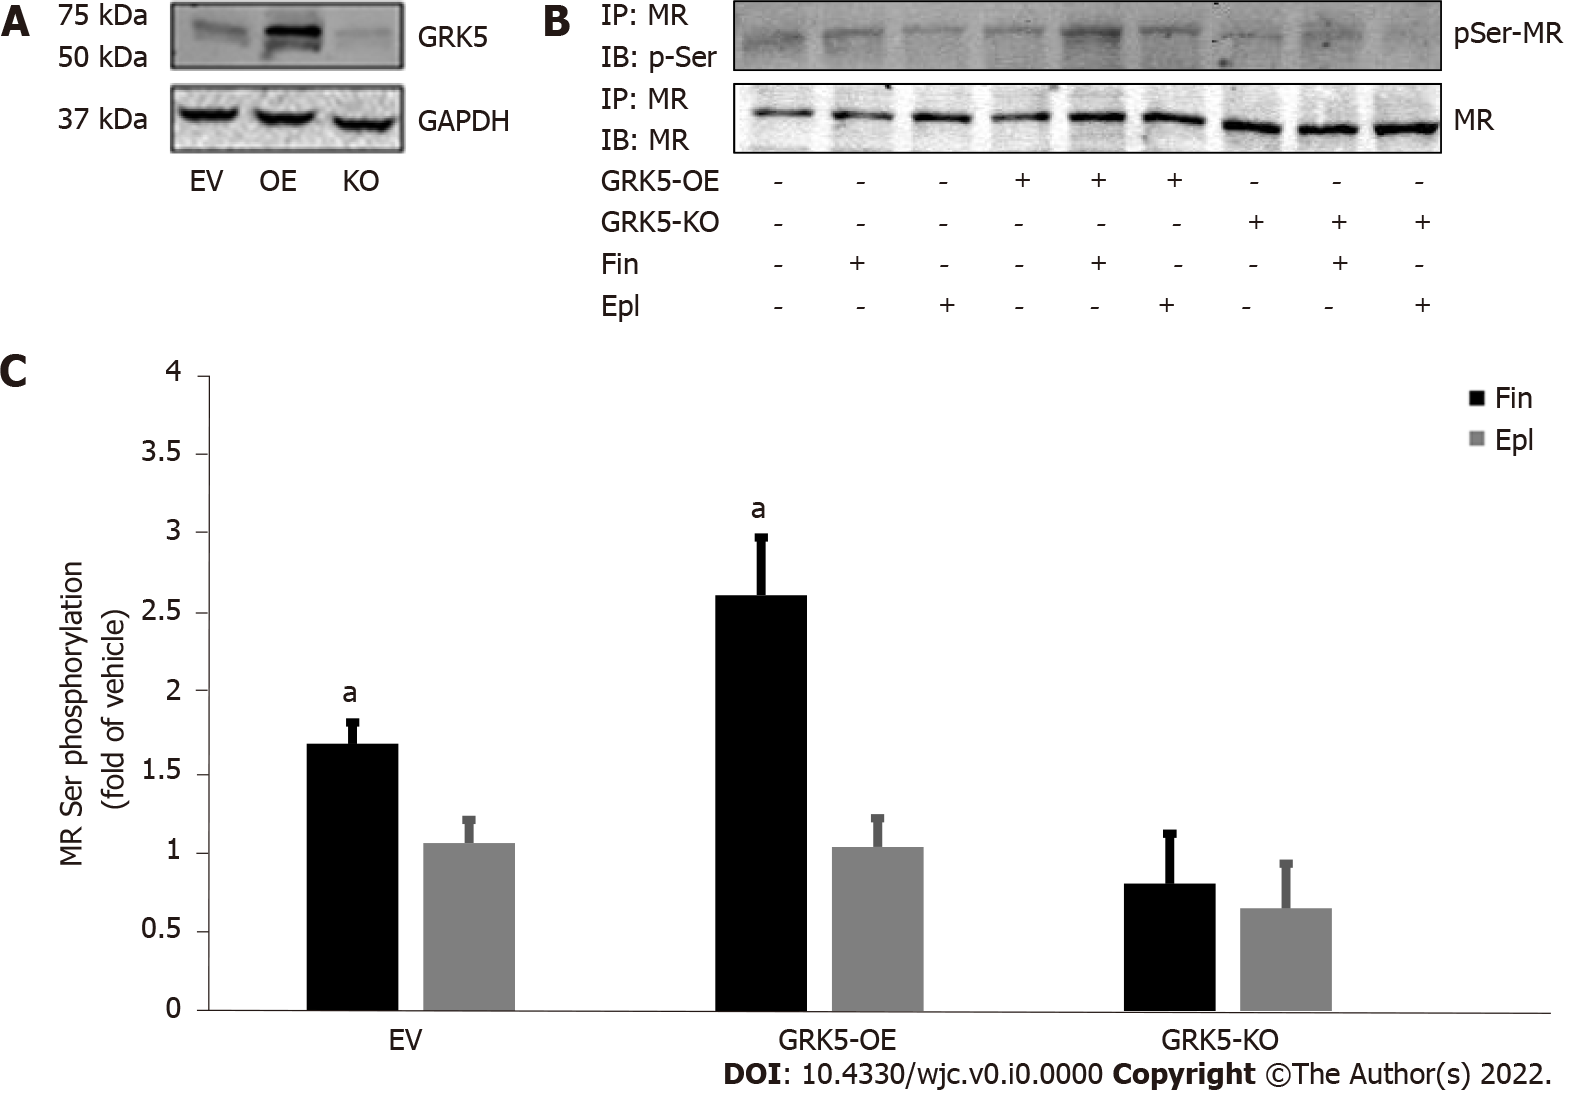 A
75 kDa
50 kDa
GRK5
37 kDa
GAPDH
EV OE KO
B
IP: MR
IB: p-Ser
pSer-MR
IP: MR
IB: MR
MR
GRK5-OE - - - + + + - - -
GRK5-KO - - - - - - + + +
Fin - + - - + - - + -
Epl - - + - - + - - +
C
4
3.5
3
2.5
2
1.5
1
0.5
0
MR Ser phosphorylation
(fold of vehicle)
a
a
Fin
Epl
EV GRK5-OE GRK5-KO
DOI: 10.4330/wjc.v0.i0.0000 Copyright ©The Author(s) 2022.